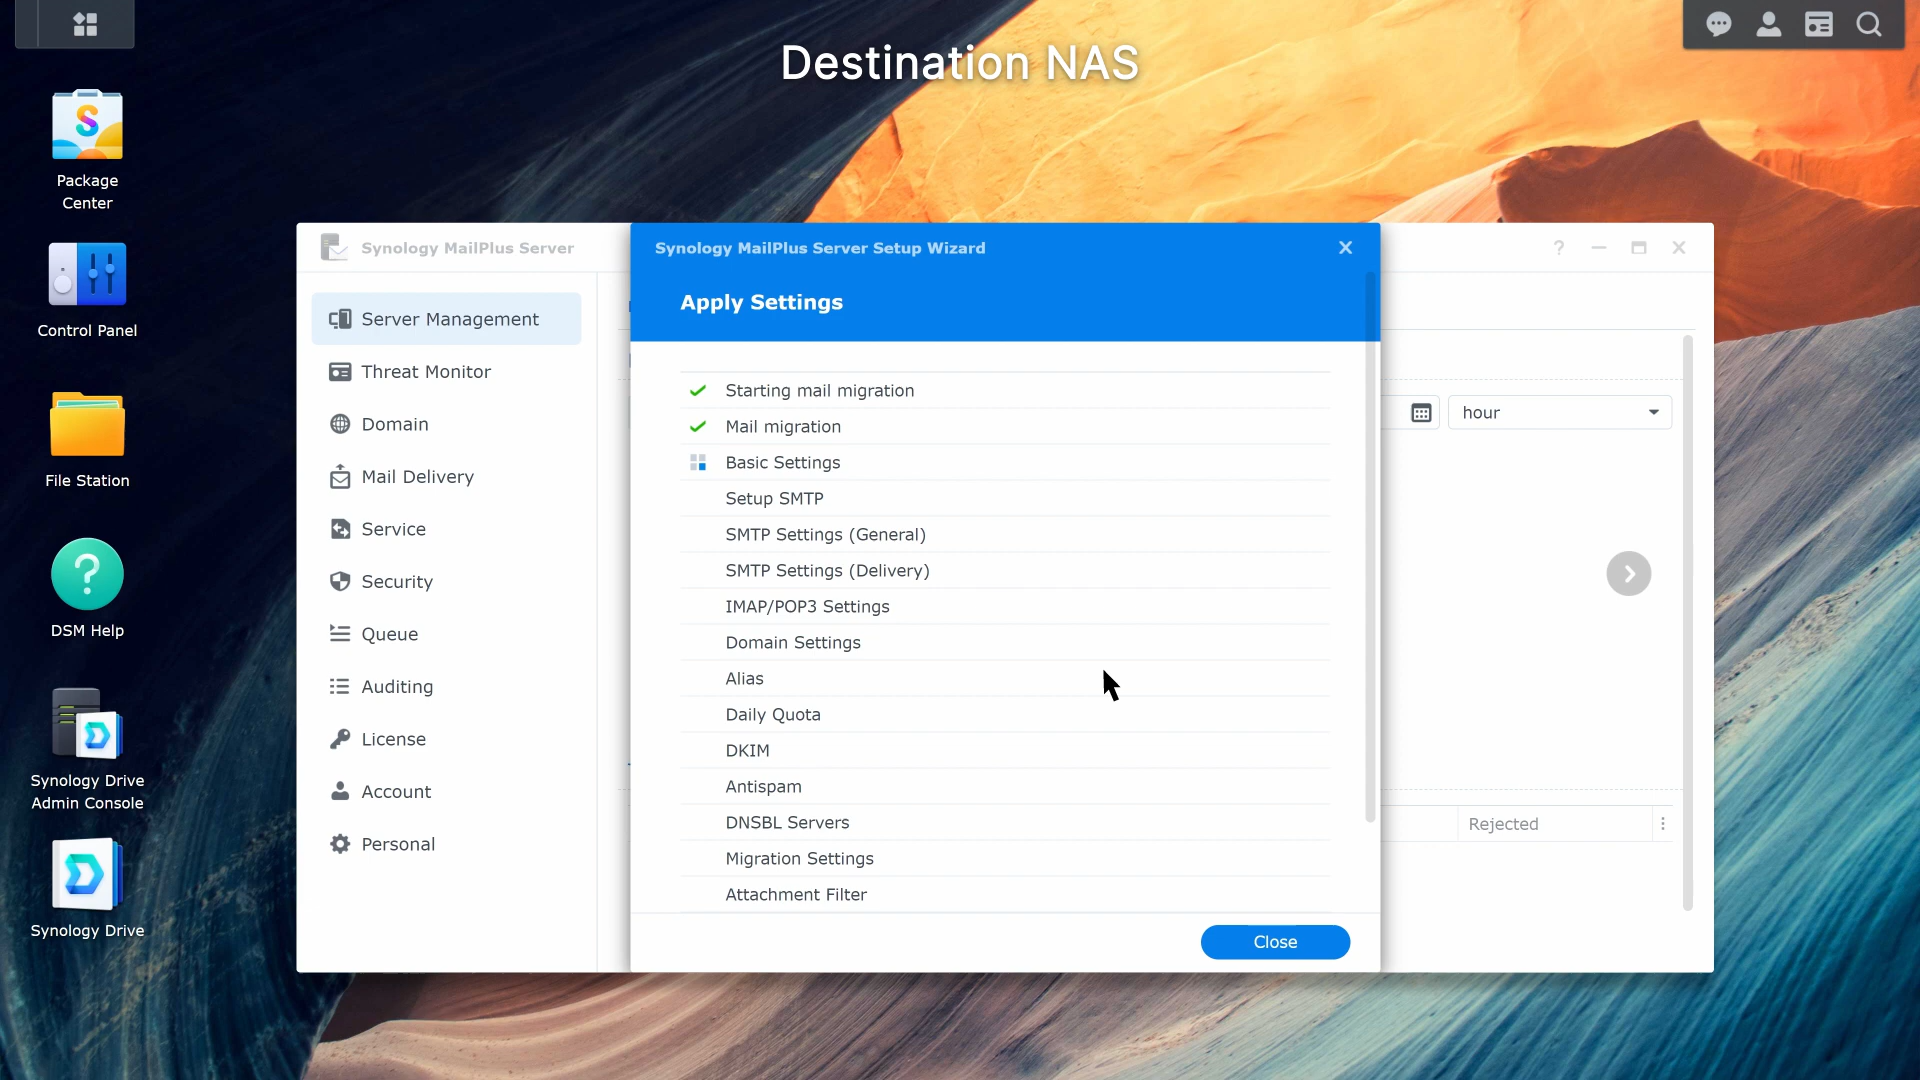 Destination NAS
Package
Center
Control Panel
File Station
DSM Help
Synology Drive
Admin Console
Synology Drive
Synology MailPlus Server
Server Management
Threat Monitor
Domain
Mail Delivery
Service
Security
Queue
Auditing
License
Account
Personal
Synology MailPlus Server Setup Wizard
Apply Settings
Starting mail migration
Mail migration
Basic Settings
Setup SMTP
SMTP Settings (General)
SMTP Settings (Delivery)
IMAP/POP3 Settings
Domain Settings
Alias
Daily Quota
DKIM
Antispam
DNSBL Servers
Migration Settings
Attachment Filter
Close
hour
Rejected